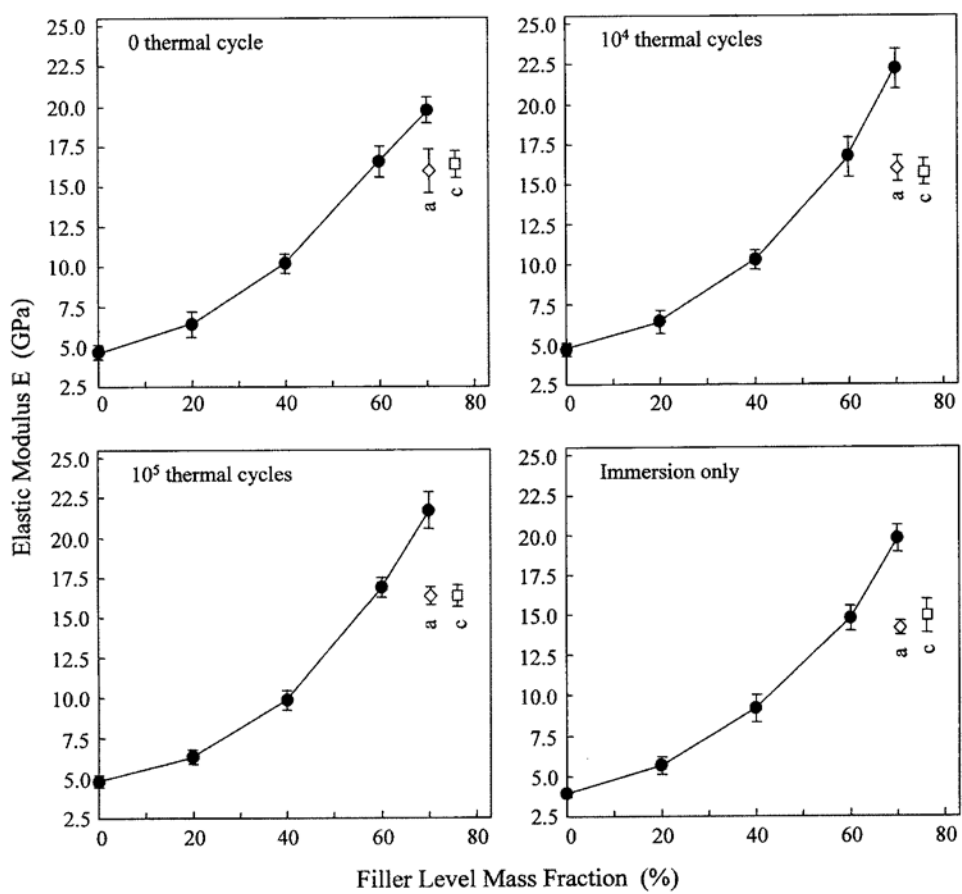 0 thermal cycle
25.0
22.5
20.0
17.5
15.0
12.5
10.0
7.5
5.0
2.5
0 20 40 60 80
a
c
10⁴ thermal cycles
25.0
22.5
20.0
17.5
15.0
12.5
10.0
7.5
5.0
2.5
0 20 40 60 80
a
c
10⁵ thermal cycles
25.0
22.5
20.0
17.5
15.0
12.5
10.0
7.5
5.0
2.5
0 20 40 60 80
a
c
Immersion only
25.0
22.5
20.0
17.5
15.0
12.5
10.0
7.5
5.0
2.5
0 20 40 60 80
a
c
Elastic Modulus E (GPa)
Filler Level Mass Fraction (%)